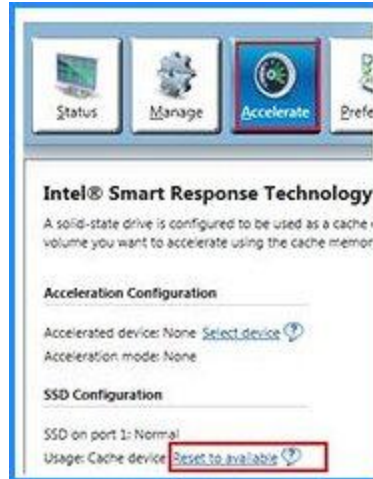 Status
Manage
Accelerate
Prefe
Intel® Smart Response Technology
A solid-state drive is configured to be used as a cache
volume you want to accelerate using the cache memor
Acceleration Configuration
Accelerated device: None Select device ?
Acceleration mode: None
SSD Configuration
SSD on port 1: Normal
Usage: Cache device Reset to available ?